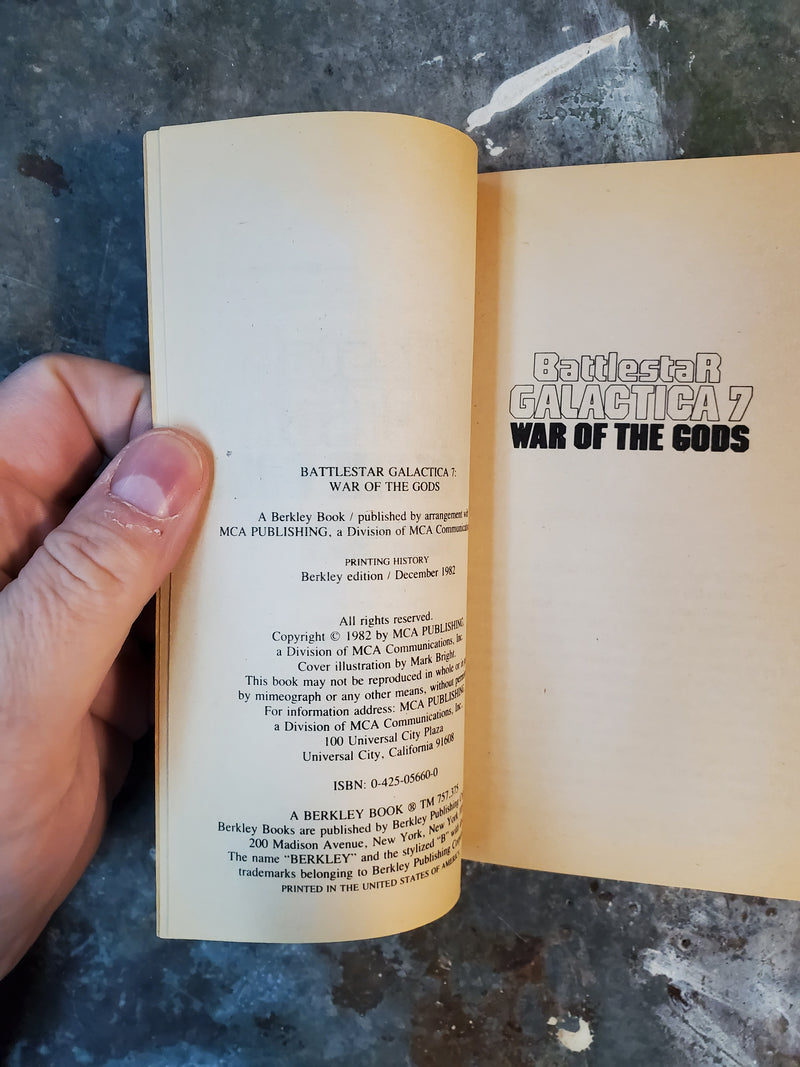 BATTLESTAR GALACTICA 7:
WAR OF THE GODS
A Berkley Book / published by arrangement
MCA PUBLISHING, a Division of MCA
PRINTING HISTORY
Berkley edition / December 1982
All rights reserved.
Copyright © 1982 by MCA PUBLISHING,
a Division of MCA Communications, Inc.
Cover illustration by Mark Bright.
This book may not be reproduced in whole or
by mimeograph or any other means, without
For information address: MCA PUBLISHING,
a Division of MCA Communications, Inc.,
100 Universal City Plaza
Universal City, California 91608
ISBN: 0-425-05660-0
A BERKLEY BOOK ® TM 757,375
Berkley Books are published by Berkley Publishing
200 Madison Avenue, New York, New York
The name "BERKLEY" and the stylized "B" with
trademarks belonging to Berkley Publishing
PRINTED IN THE UNITED STATES OF AMERICA
BattlestaR
GALACTICA 7
WAR OF THE GODS